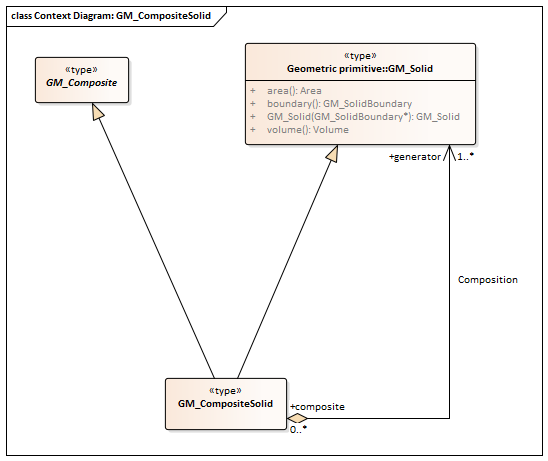 class Context Diagram: GM_CompositeSolid
«type»
GM_Composite
«type»
Geometric primitive::GM_Solid
+ area(): Area
+ boundary(): GM_SolidBoundary
+ GM_Solid(GM_SolidBoundary*): GM_Solid
+ volume(): Volume
+generator 1..*
Composition
«type»
GM_CompositeSolid
+composite
0..*